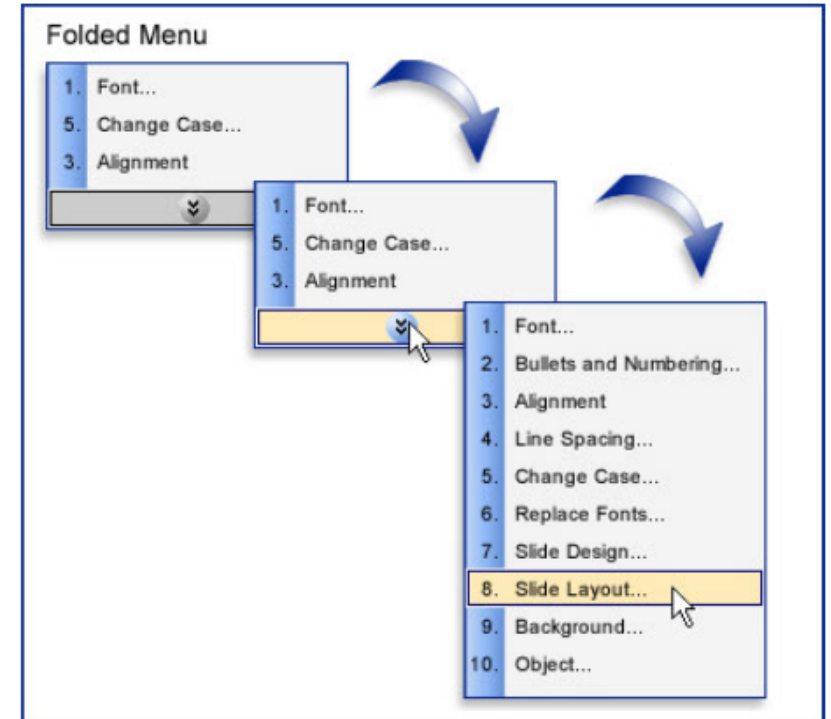 Folded Menu
1. Font...
5. Change Case...
3. Alignment
1. Font...
5. Change Case...
3. Alignment
1. Font...
2. Bullets and Numbering...
3. Alignment
4. Line Spacing...
5. Change Case...
6. Replace Fonts...
7. Slide Design...
8. Slide Layout...
9. Background...
10. Object...